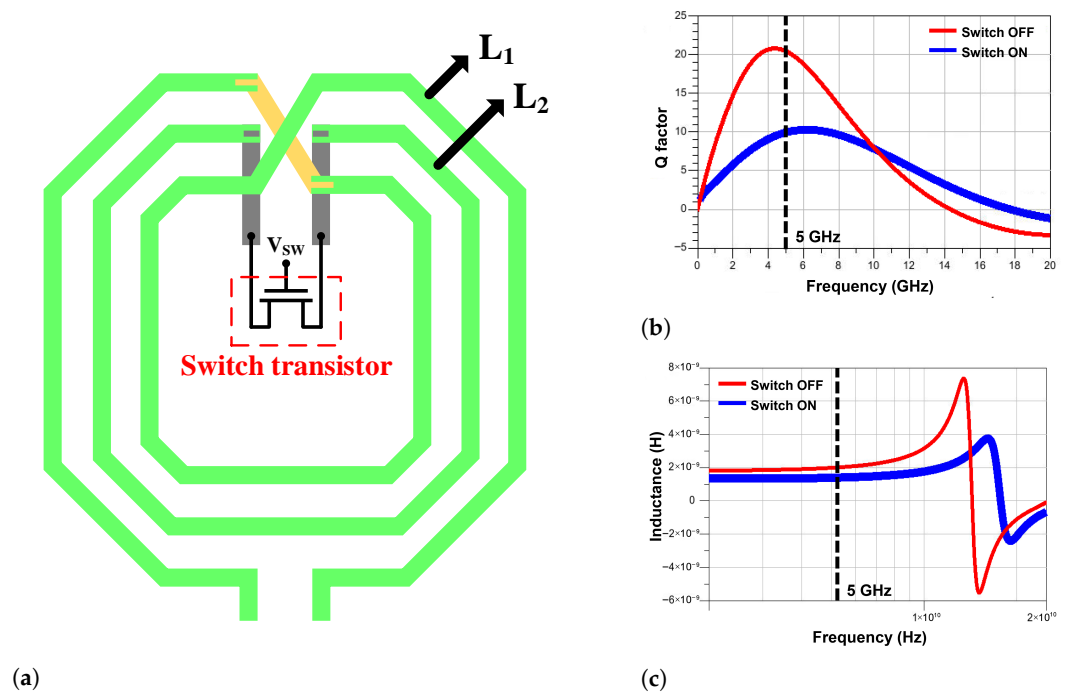 L₁
L₂
V_SW
Switch transistor
(a)
Q factor
25
20
15
10
5
0
−5
Switch OFF
Switch ON
5 GHz
0 2 4 6 8 10 12 14 16 18 20
Frequency (GHz)
(b)
Inductance (H)
8×10⁻⁹
6×10⁻⁹
4×10⁻⁹
2×10⁻⁹
0
−2×10⁻⁹
−4×10⁻⁹
−6×10⁻⁹
Switch OFF
Switch ON
5 GHz
1×10¹⁰ 2×10¹⁰
Frequency (Hz)
(c)